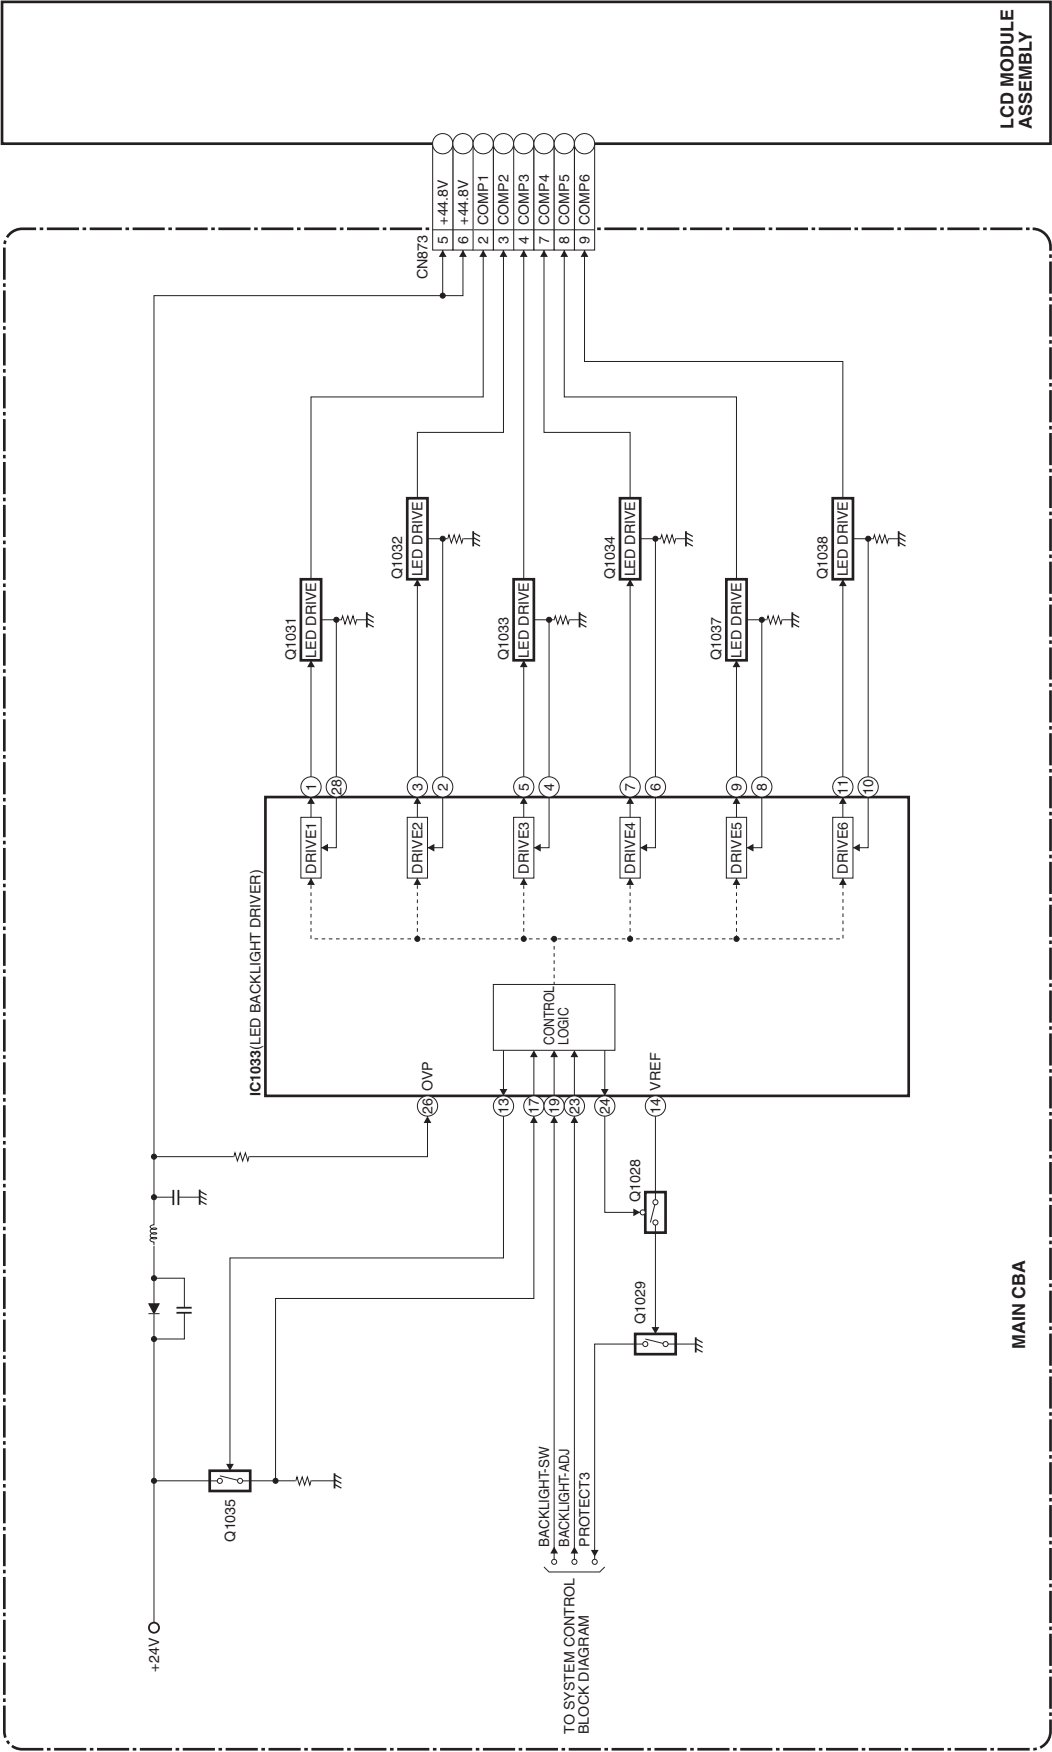 LCD MODULE
ASSEMBLY
CN873
5 +44.8V
6 +44.8V
2 COMP1
3 COMP2
4 COMP3
7 COMP4
8 COMP5
9 COMP6
Q1031
LED DRIVE
Q1032
LED DRIVE
Q1033
LED DRIVE
Q1034
LED DRIVE
Q1037
LED DRIVE
Q1038
LED DRIVE
1
28
3
2
5
4
7
6
9
8
11
10
DRIVE1
DRIVE2
DRIVE3
DRIVE4
DRIVE5
DRIVE6
IC1033(LED BACKLIGHT DRIVER)
CONTROL
LOGIC
26 OVP
13
17
19
23
24
14 VREF
Q1028
Q1029
Q1035
+24V
BACKLIGHT-SW
BACKLIGHT-ADJ
PROTECT3
TO SYSTEM CONTROL
BLOCK DIAGRAM
MAIN CBA